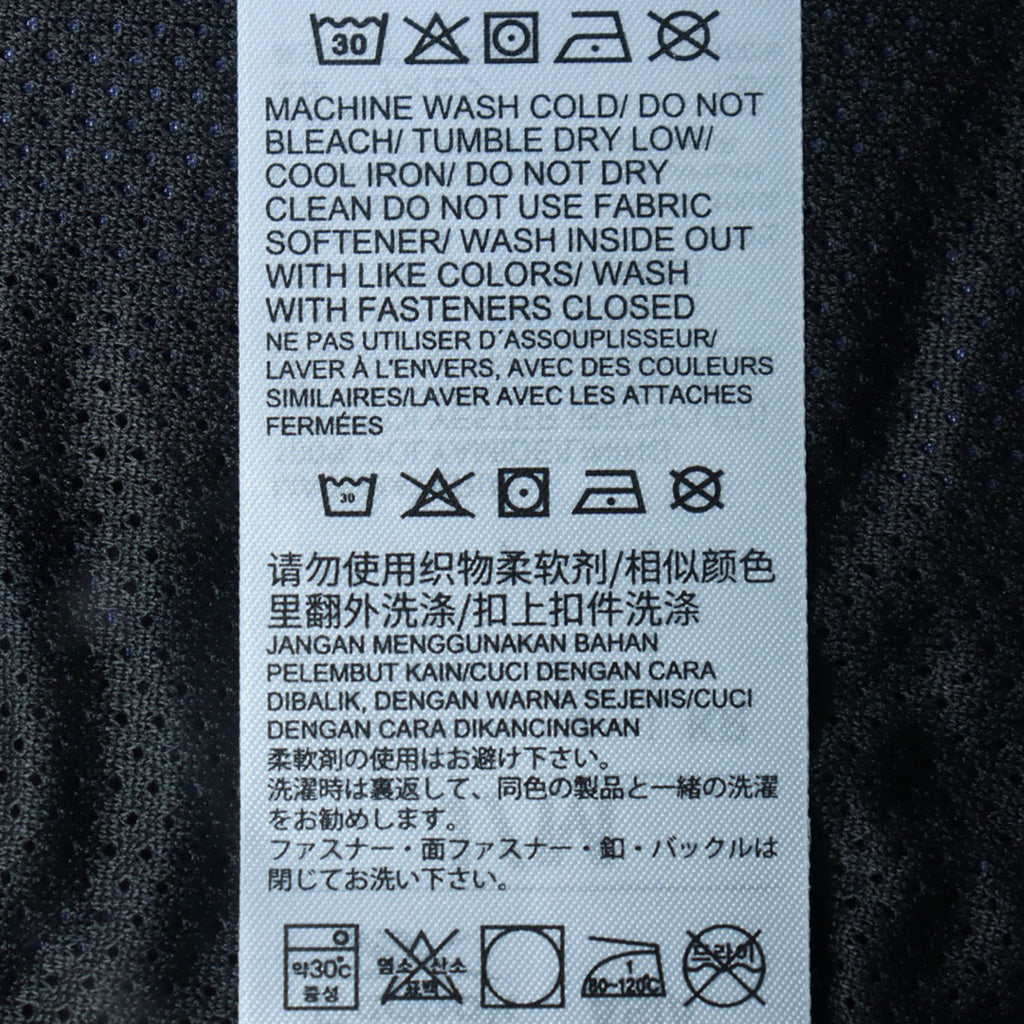 30
MACHINE WASH COLD/ DO NOT
BLEACH/ TUMBLE DRY LOW/
COOL IRON/ DO NOT DRY
CLEAN DO NOT USE FABRIC
SOFTENER/ WASH INSIDE OUT
WITH LIKE COLORS/ WASH
WITH FASTENERS CLOSED
NE PAS UTILISER D´ASSOUPLISSEUR/
LAVER À L'ENVERS, AVEC DES COULEURS
SIMILAIRES/LAVER AVEC LES ATTACHES
FERMÉES
30
请勿使用织物柔软剂/相似颜色
里翻外洗涤/扣上扣件洗涤
JANGAN MENGGUNAKAN BAHAN
PELEMBUT KAIN/CUCI DENGAN CARA
DIBALIK, DENGAN WARNA SEJENIS/CUCI
DENGAN CARA DIKANCINGKAN
柔軟剤の使用はお避け下さい。
洗濯時は裏返して、同色の製品と一緒の洗濯
をお勧めします。
ファスナー・面ファスナー・釦・バックルは
閉じてお洗い下さい。
약30℃ 염소 산소 1 드라이
중성 표백 80~120℃